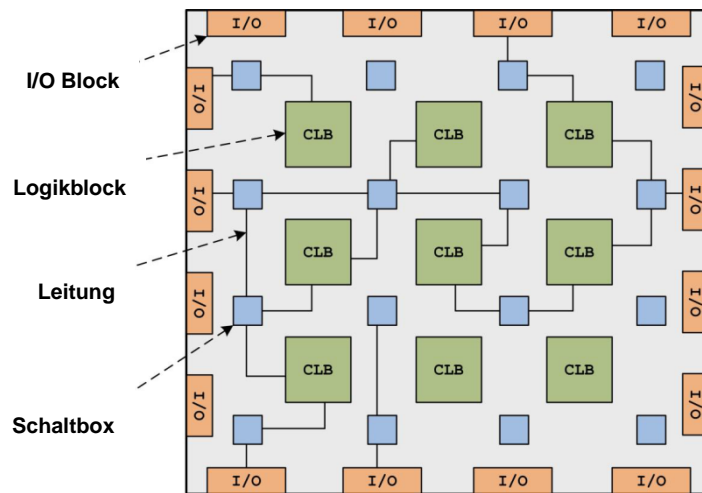 I/O I/O I/O I/O
I/O Block
I/O I/O
CLB CLB CLB
Logikblock
I/O I/O
CLB CLB CLB
Leitung
I/O I/O
CLB CLB CLB
I/O I/O
Schaltbox
I/O I/O I/O I/O